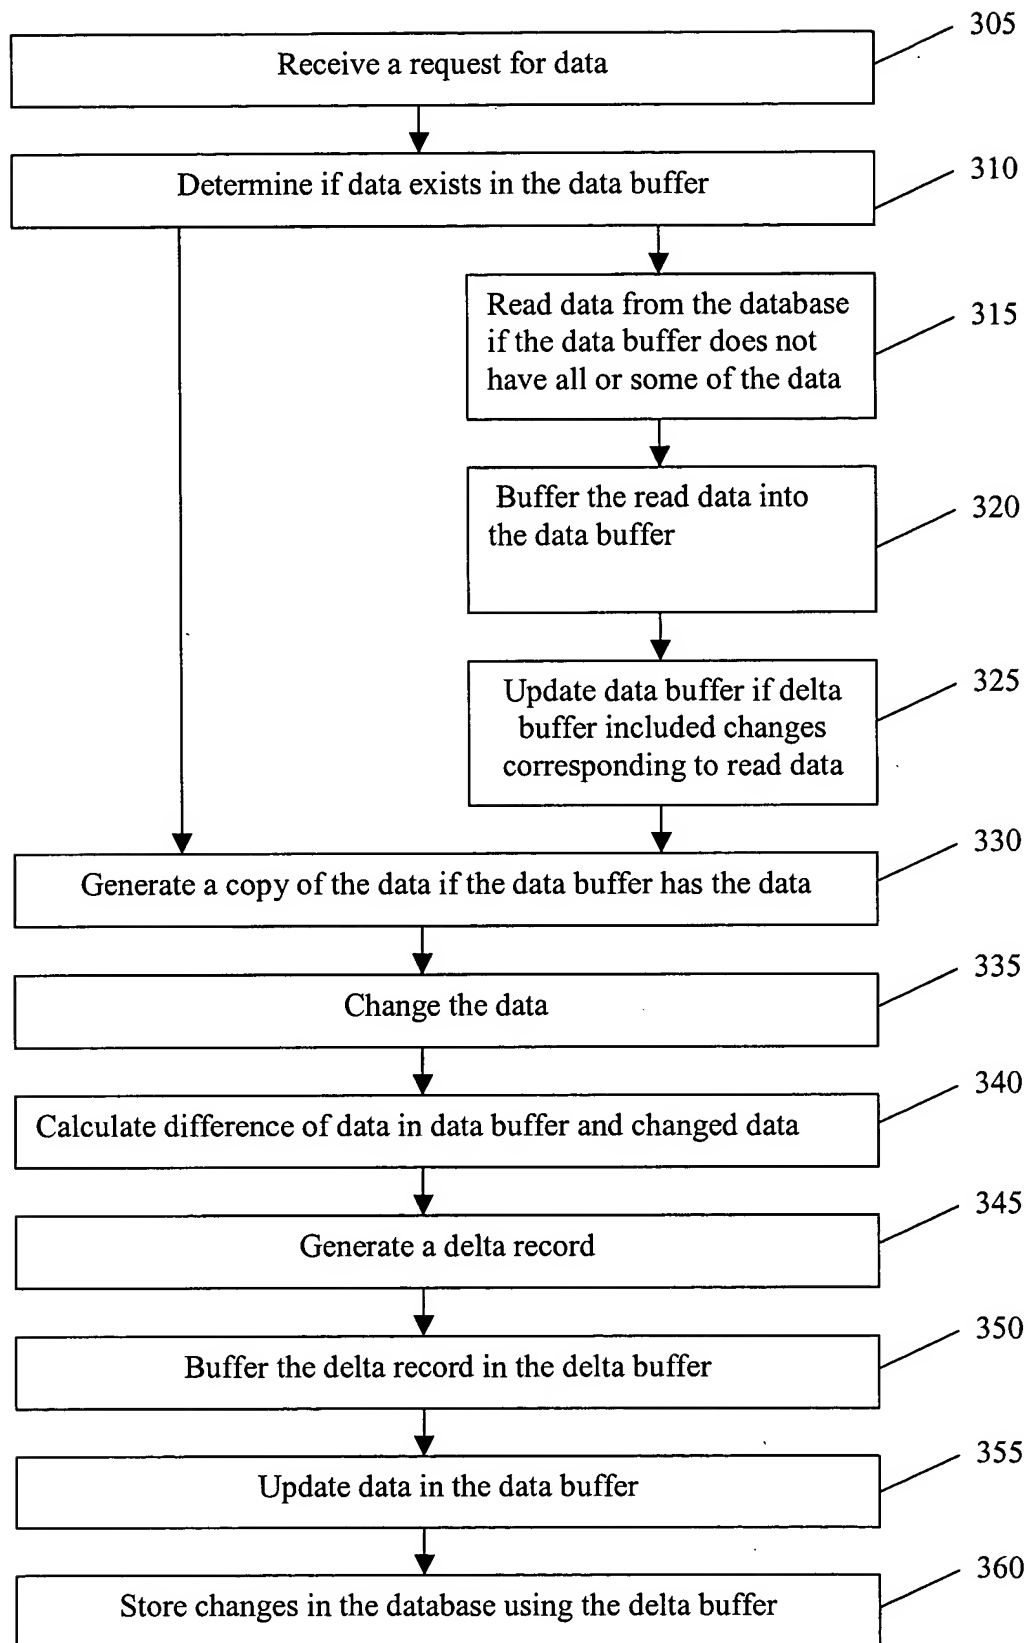 305
Receive a request for data
310
Determine if data exists in the data buffer
315
Read data from the database
if the data buffer does not
have all or some of the data
320
Buffer the read data into
the data buffer
325
Update data buffer if delta
buffer included changes
corresponding to read data
330
Generate a copy of the data if the data buffer has the data
335
Change the data
340
Calculate difference of data in data buffer and changed data
345
Generate a delta record
350
Buffer the delta record in the delta buffer
355
Update data in the data buffer
360
Store changes in the database using the delta buffer